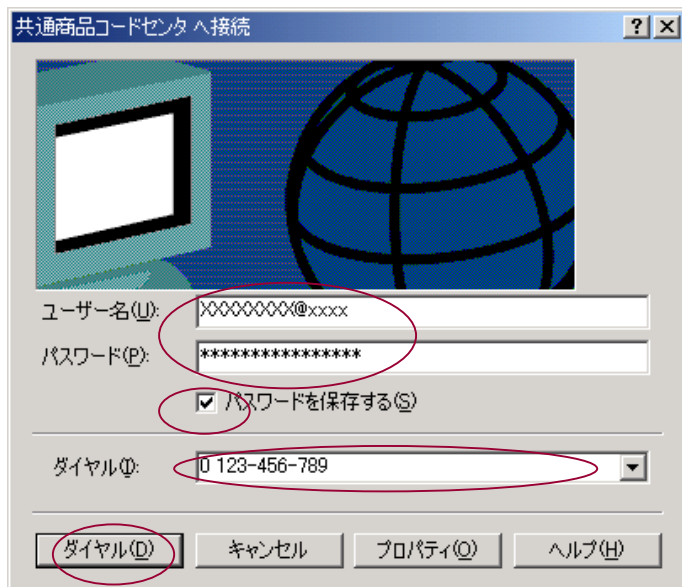 共通商品コードセンタ へ接続
ユーザー名(U): XXXXXXXXX@xxxx
パスワード(P): ****************
パスワードを保存する(S)
ダイヤル(I): 0 123-456-789
ダイヤル(D) キャンセル プロパティ(O) ヘルプ(H)